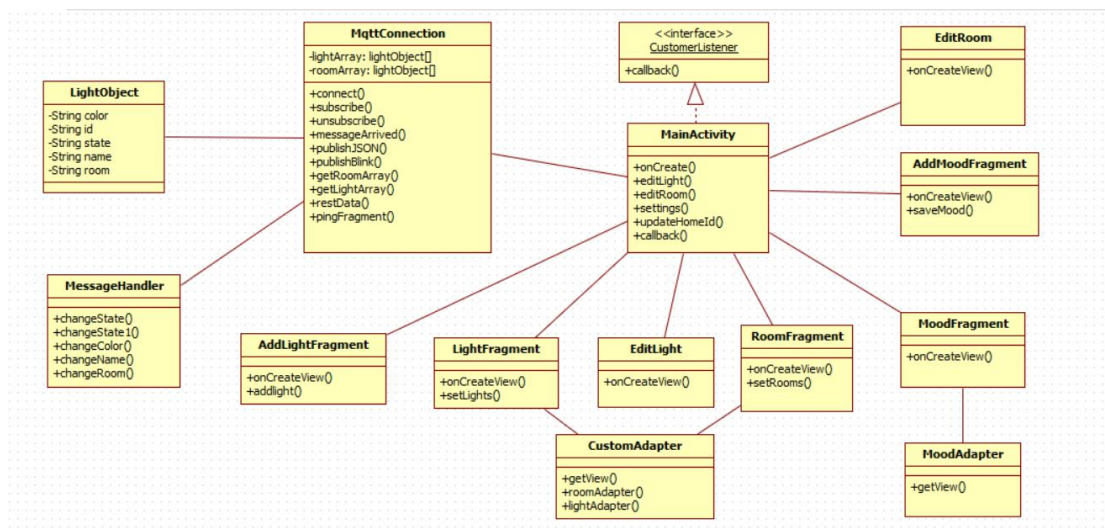 MqttConnection
-lightArray: lightObject[]
-roomArray: lightObject[]
+connect()
+subscribe()
+unsubscribe()
+messageArrived()
+publishJSON()
+publishBlink()
+getRoomArray()
+getLightArray()
+restData()
+pingFragment()
<<interface>>
CustomerListener
+callback()
EditRoom
+onCreateView()
LightObject
-String color
-String id
-String state
-String name
-String room
MainActivity
+onCreate()
+editLight()
+editRoom()
+settings()
+updateHomeId()
+callback()
AddMoodFragment
+onCreateView()
+saveMood()
MessageHandler
+changeState()
+changeState1()
+changeColor()
+changeName()
+changeRoom()
AddLightFragment
+onCreateView()
+addlight()
LightFragment
+onCreateView()
+setLights()
EditLight
+onCreateView()
RoomFragment
+onCreateView()
+setRooms()
MoodFragment
+onCreateView()
CustomAdapter
+getView()
+roomAdapter()
+lightAdapter()
MoodAdapter
+getView()